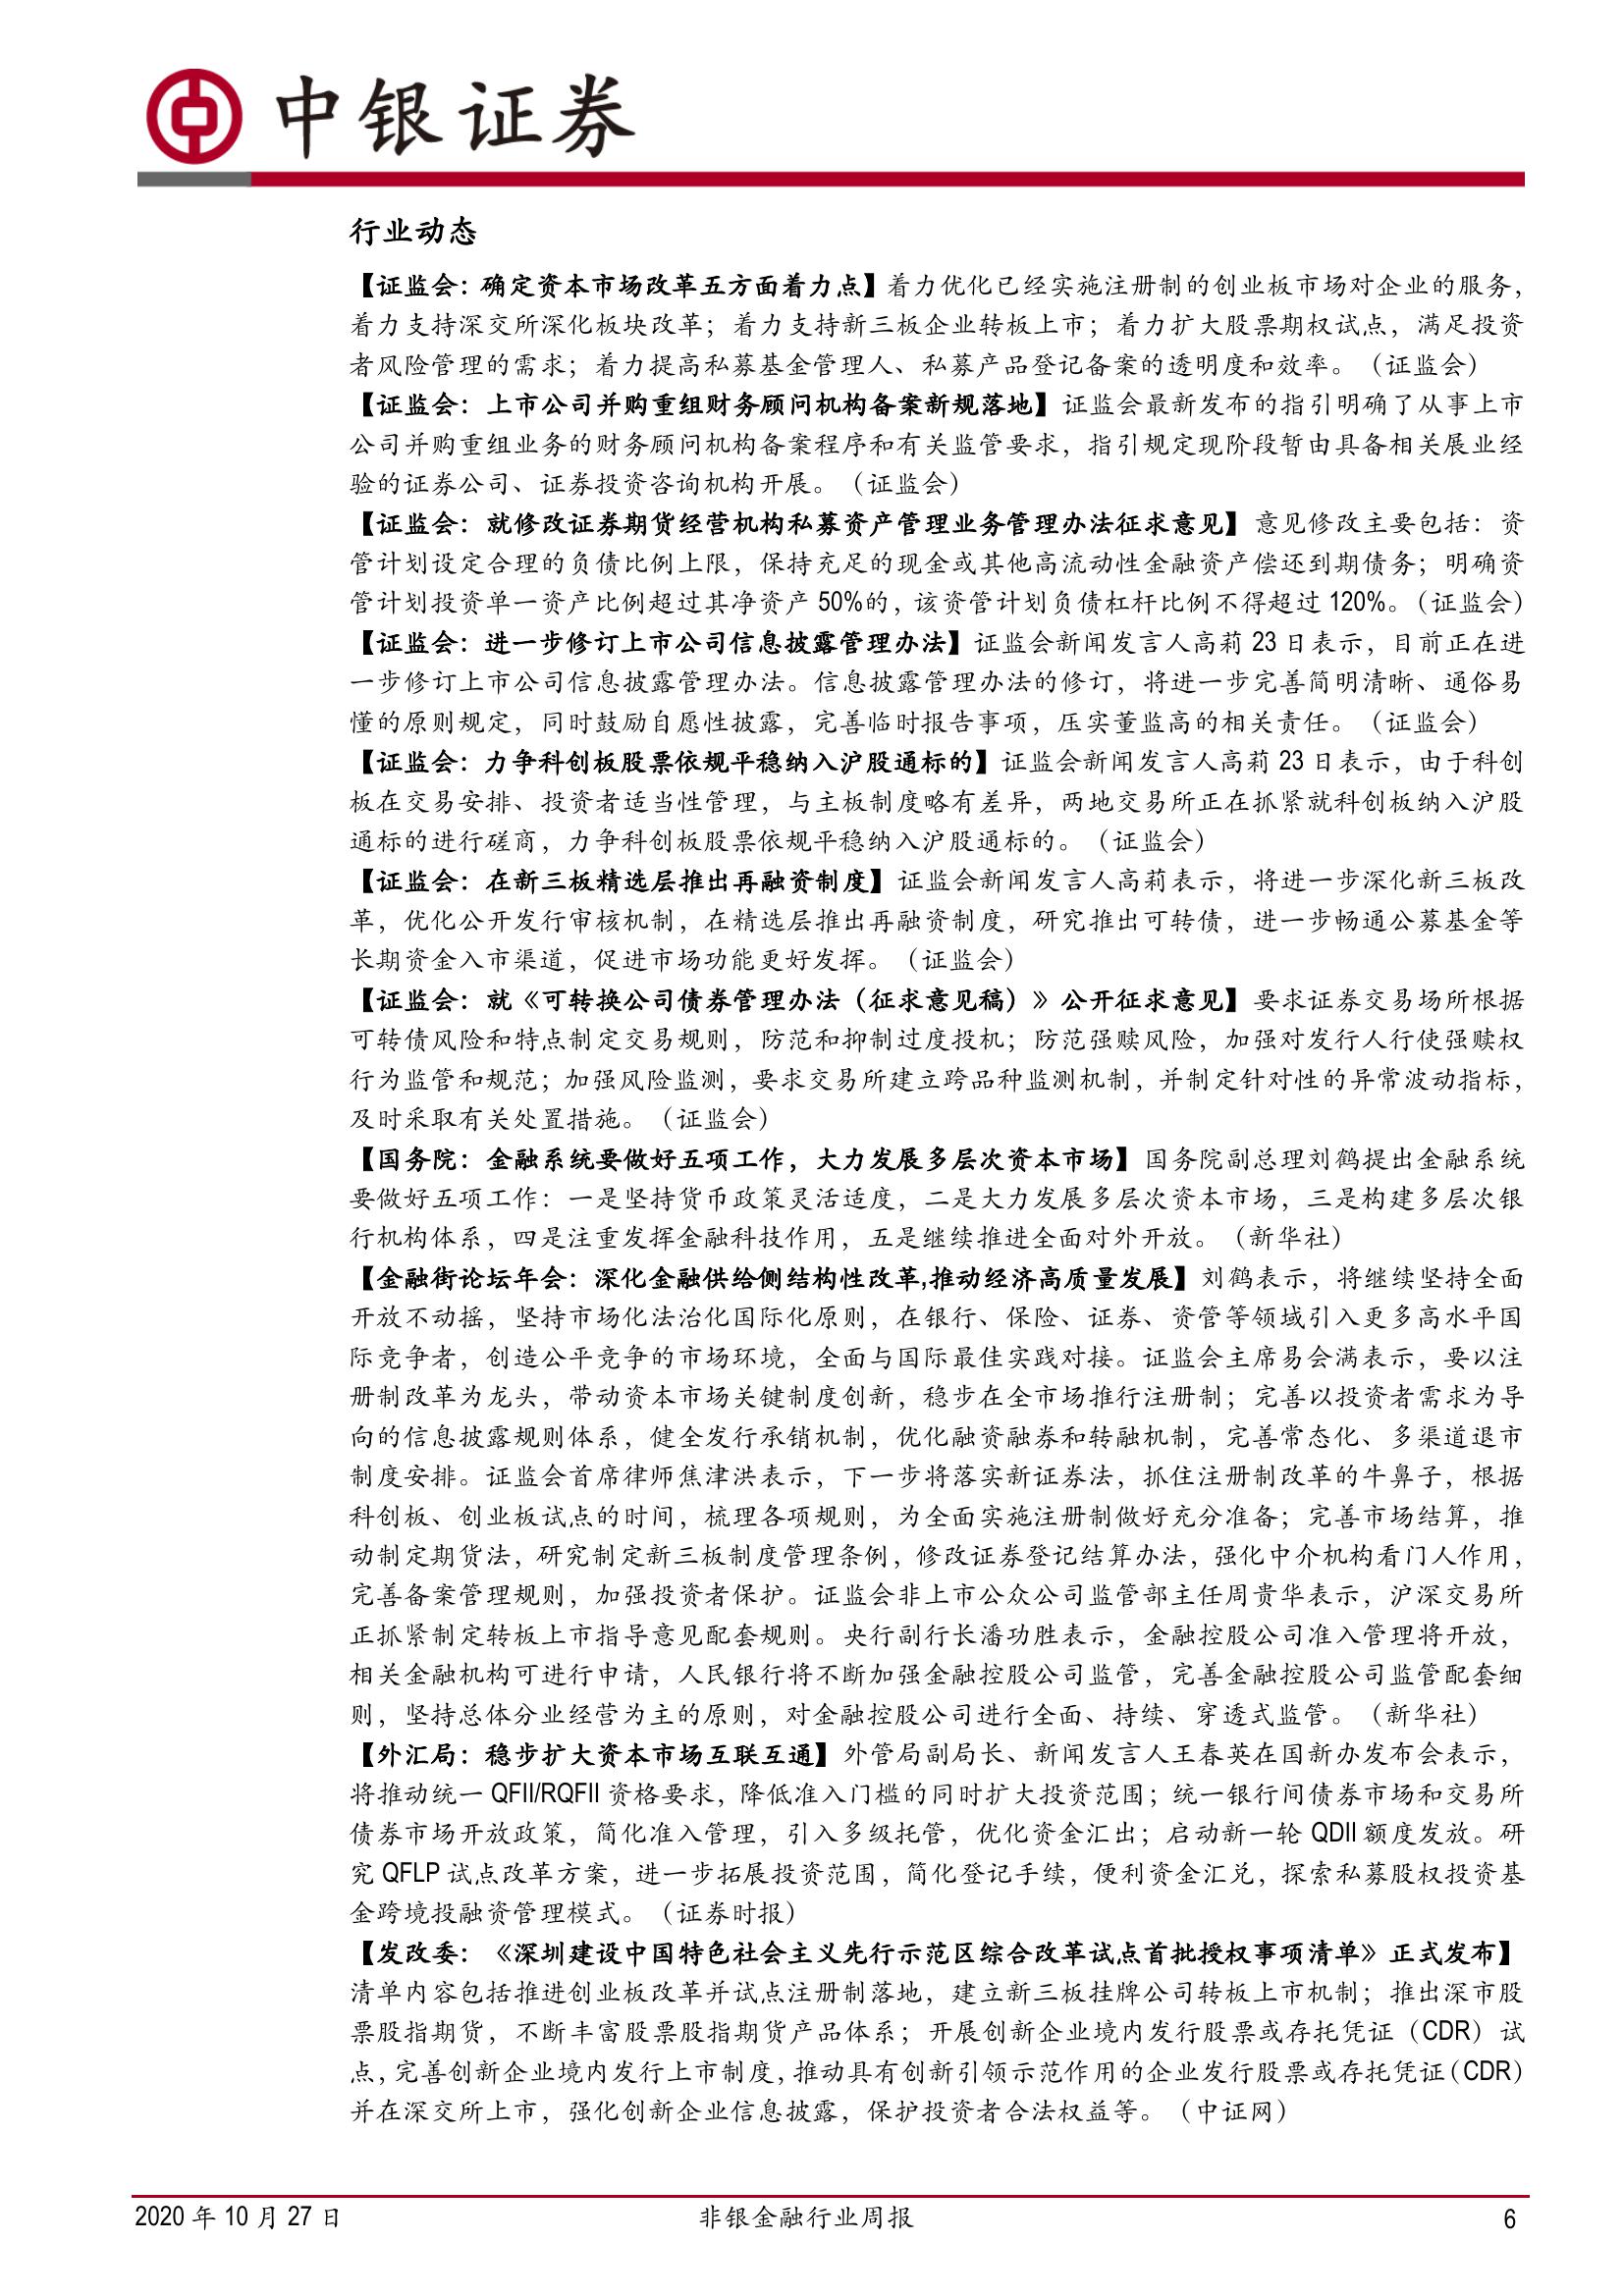 中银证券
行业动态
【证监会：确定资本市场改革五方面着力点】着力优化已经实施注册制的创业板市场对企业的服务，
着力支持深交所深化板块改革；着力支持新三板企业转板上市；着力扩大股票期权试点，满足投资
者风险管理的需求；着力提高私募基金管理人、私募产品登记备案的透明度和效率。（证监会）
【证监会：上市公司并购重组财务顾问机构备案新规落地】证监会最新发布的指引明确了从事上市
公司并购重组业务的财务顾问机构备案程序和有关监管要求，指引规定现阶段暂由具备相关展业经
验的证券公司、证券投资咨询机构开展。（证监会）
【证监会：就修改证券期货经营机构私募资产管理业务管理办法征求意见】意见修改主要包括：资
管计划设定合理的负债比例上限，保持充足的现金或其他高流动性金融资产偿还到期债务；明确资
管计划投资单一资产比例超过其净资产 50%的，该资管计划负债杠杆比例不得超过 120%。（证监会）
【证监会：进一步修订上市公司信息披露管理办法】证监会新闻发言人高莉 23 日表示，目前正在进
一步修订上市公司信息披露管理办法。信息披露管理办法的修订，将进一步完善简明清晰、通俗易
懂的原则规定，同时鼓励自愿性披露，完善临时报告事项，压实董监高的相关责任。（证监会）
【证监会：力争科创板股票依规平稳纳入沪股通标的】证监会新闻发言人高莉 23 日表示，由于科创
板在交易安排、投资者适当性管理，与主板制度略有差异，两地交易所正在抓紧就科创板纳入沪股
通标的进行磋商，力争科创板股票依规平稳纳入沪股通标的。（证监会）
【证监会：在新三板精选层推出再融资制度】证监会新闻发言人高莉表示，将进一步深化新三板改
革，优化公开发行审核机制，在精选层推出再融资制度，研究推出可转债，进一步畅通公募基金等
长期资金入市渠道，促进市场功能更好发挥。（证监会）
【证监会：就《可转换公司债券管理办法（征求意见稿）》公开征求意见】要求证券交易场所根据
可转债风险和特点制定交易规则，防范和抑制过度投机；防范强赎风险，加强对发行人行使强赎权
行为监管和规范；加强风险监测，要求交易所建立跨品种监测机制，并制定针对性的异常波动指标，
及时采取有关处置措施。（证监会）
【国务院：金融系统要做好五项工作，大力发展多层次资本市场】国务院副总理刘鹤提出金融系统
要做好五项工作：一是坚持货币政策灵活适度，二是大力发展多层次资本市场，三是构建多层次银
行机构体系，四是注重发挥金融科技作用，五是继续推进全面对外开放。（新华社）
【金融街论坛年会：深化金融供给侧结构性改革,推动经济高质量发展】刘鹤表示，将继续坚持全面
开放不动摇，坚持市场化法治化国际化原则，在银行、保险、证券、资管等领域引入更多高水平国
际竞争者，创造公平竞争的市场环境，全面与国际最佳实践对接。证监会主席易会满表示，要以注
册制改革为龙头，带动资本市场关键制度创新，稳步在全市场推行注册制；完善以投资者需求为导
向的信息披露规则体系，健全发行承销机制，优化融资融券和转融机制，完善常态化、多渠道退市
制度安排。证监会首席律师焦津洪表示，下一步将落实新证券法，抓住注册制改革的牛鼻子，根据
科创板、创业板试点的时间，梳理各项规则，为全面实施注册制做好充分准备；完善市场结算，推
动制定期货法，研究制定新三板制度管理条例，修改证券登记结算办法，强化中介机构看门人作用，
完善备案管理规则，加强投资者保护。证监会非上市公众公司监管部主任周贵华表示，沪深交易所
正抓紧制定转板上市指导意见配套规则。央行副行长潘功胜表示，金融控股公司准入管理将开放，
相关金融机构可进行申请，人民银行将不断加强金融控股公司监管，完善金融控股公司监管配套细
则，坚持总体分业经营为主的原则，对金融控股公司进行全面、持续、穿透式监管。（新华社）
【外汇局：稳步扩大资本市场互联互通】外管局副局长、新闻发言人王春英在国新办发布会表示，
将推动统一 QFII/RQFII 资格要求，降低准入门槛的同时扩大投资范围；统一银行间债券市场和交易所
债券市场开放政策，简化准入管理，引入多级托管，优化资金汇出；启动新一轮 QDII 额度发放。研
究 QFLP 试点改革方案，进一步拓展投资范围，简化登记手续，便利资金汇兑，探索私募股权投资基
金跨境投融资管理模式。（证券时报）
【发改委：《深圳建设中国特色社会主义先行示范区综合改革试点首批授权事项清单》正式发布】
清单内容包括推进创业板改革并试点注册制落地，建立新三板挂牌公司转板上市机制；推出深市股
票股指期货，不断丰富股票股指期货产品体系；开展创新企业境内发行股票或存托凭证（CDR）试
点，完善创新企业境内发行上市制度，推动具有创新引领示范作用的企业发行股票或存托凭证（CDR）
并在深交所上市，强化创新企业信息披露，保护投资者合法权益等。（中证网）
2020 年 10 月 27 日
非银金融行业周报
6